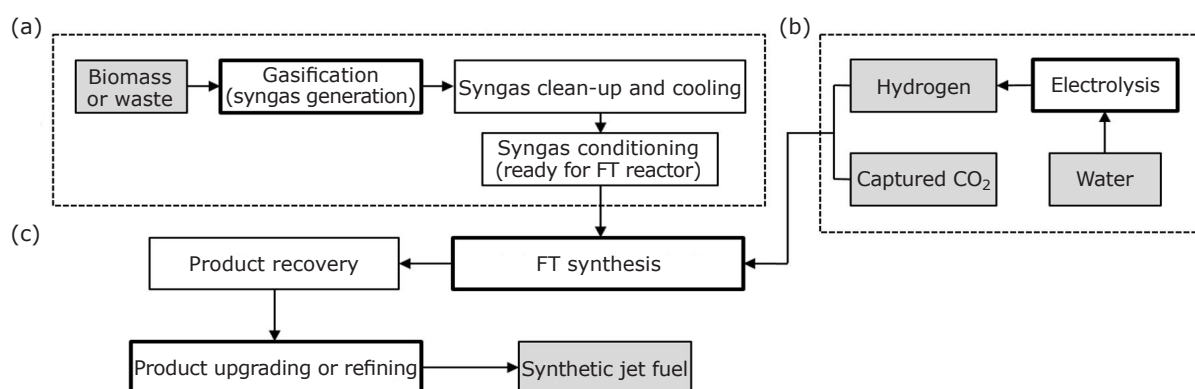 (a)
Biomass
or waste
Gasification
(syngas generation)
Syngas clean-up and cooling
Syngas conditioning
(ready for FT reactor)
(b)
Hydrogen
Electrolysis
Captured CO₂
Water
(c)
Product recovery
FT synthesis
Product upgrading or refining
Synthetic jet fuel